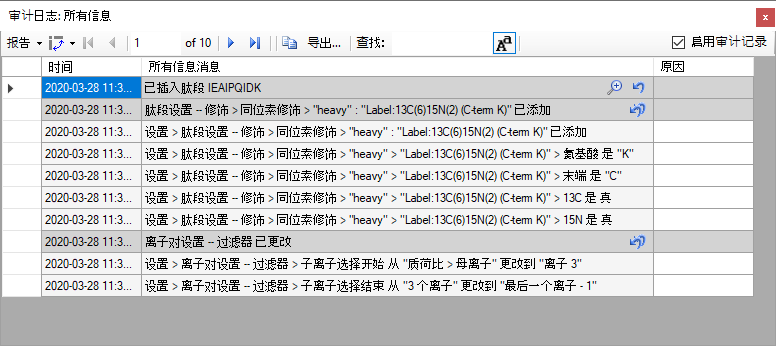 审计日志: 所有信息
报告 1 of 10 导出... 查找: Aa 启用审计记录
时间 所有信息消息 原因
2020-03-28 11:3... 已插入肽段 IEAIPQIDK
2020-03-28 11:3... 肽段设置 -- 修饰 > 同位素修饰 > "heavy" : "Label:13C(6)15N(2) (C-term K)" 已添加
2020-03-28 11:3... 设置 > 肽段设置 -- 修饰 > 同位素修饰 > "heavy" : "Label:13C(6)15N(2) (C-term K)" 已添加
2020-03-28 11:3... 设置 > 肽段设置 -- 修饰 > 同位素修饰 > "heavy" > "Label:13C(6)15N(2) (C-term K)" > 氨基酸 是 "K"
2020-03-28 11:3... 设置 > 肽段设置 -- 修饰 > 同位素修饰 > "heavy" > "Label:13C(6)15N(2) (C-term K)" > 末端 是 "C"
2020-03-28 11:3... 设置 > 肽段设置 -- 修饰 > 同位素修饰 > "heavy" > "Label:13C(6)15N(2) (C-term K)" > 13C 是 真
2020-03-28 11:3... 设置 > 肽段设置 -- 修饰 > 同位素修饰 > "heavy" > "Label:13C(6)15N(2) (C-term K)" > 15N 是 真
2020-03-28 11:3... 离子对设置 -- 过滤器 已更改
2020-03-28 11:3... 设置 > 离子对设置 -- 过滤器 > 子离子选择开始 从 "质荷比 > 母离子" 更改到 "离子 3"
2020-03-28 11:3... 设置 > 离子对设置 -- 过滤器 > 子离子选择结束 从 "3 个离子" 更改到 "最后一个离子 - 1"